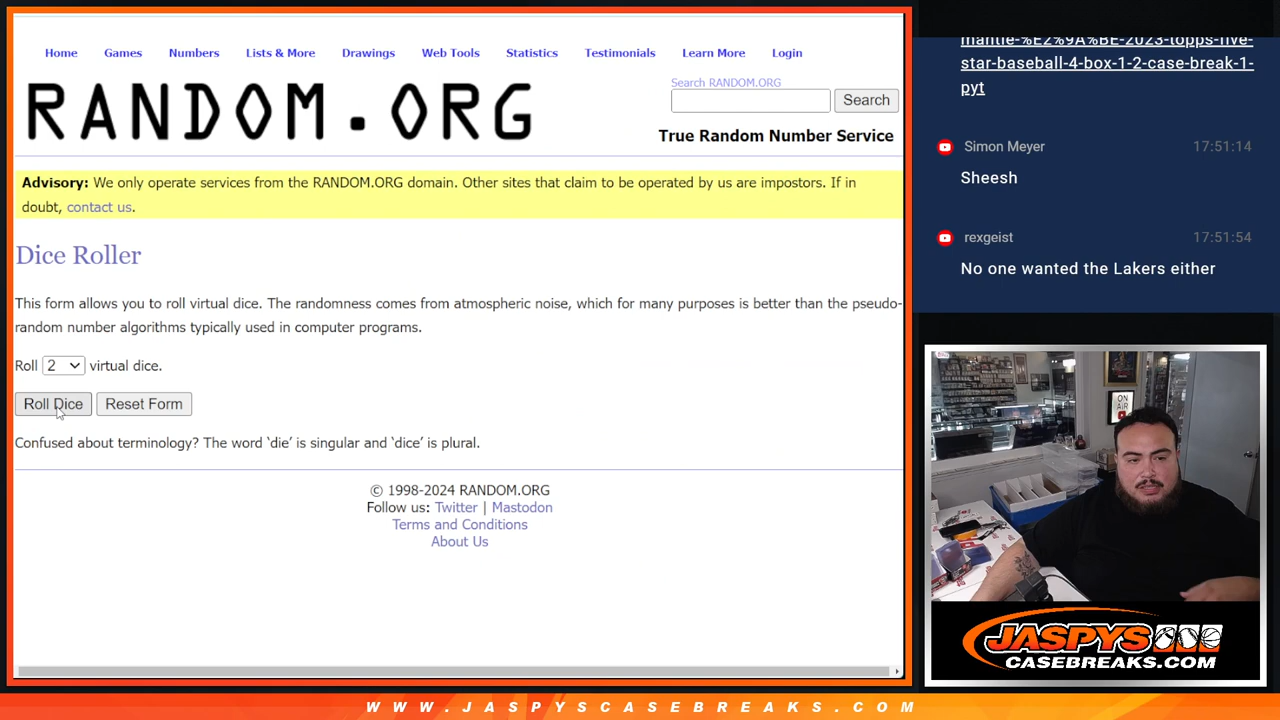 Home Games Numbers Lists & More Drawings Web Tools Statistics Testimonials Learn More Login
RANDOM.ORG
Search RANDOM.ORG
Search
True Random Number Service
Advisory: We only operate services from the RANDOM.ORG domain. Other sites that claim to be operated by us are impostors. If in
doubt, contact us.
Dice Roller
This form allows you to roll virtual dice. The randomness comes from atmospheric noise, which for many purposes is better than the pseudo-
random number algorithms typically used in computer programs.
Roll 2 virtual dice.
Roll Dice Reset Form
Confused about terminology? The word ‘die’ is singular and ‘dice’ is plural.
© 1998-2024 RANDOM.ORG
Follow us: Twitter | Mastodon
Terms and Conditions
About Us
mantle-%E2%9A%BE-2023-topps-five-
star-baseball-4-box-1-2-case-break-1-
pyt
Simon Meyer 17:51:14
Sheesh
rexgeist 17:51:54
No one wanted the Lakers either
ON
AIR
JASPYS
CASEBREAKS.COM
WWW.JASPYSCASEBREAKS.COM